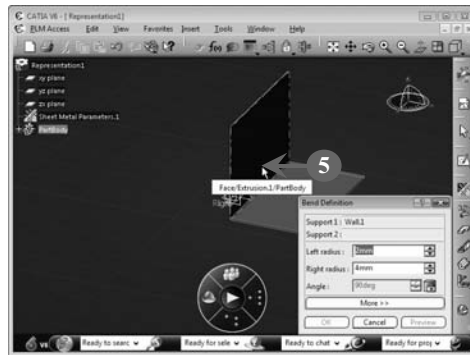 CATIA V6 - [ Representation1]
PLM Access Edit View Favorites Insert Tools Window Help
Representation1
xy plane
yz plane
zx plane
Sheet Metal Parameters.1
PartBody
5
Face/Extrusion.1/PartBody
Bend Definition
Support 1 : Wall.1
Support 2 :
Left radius :
Right radius : 4mm
Angle : 90deg
More >>
OK Cancel Preview
Ready to searc Ready for sele Ready to chat Ready for proj